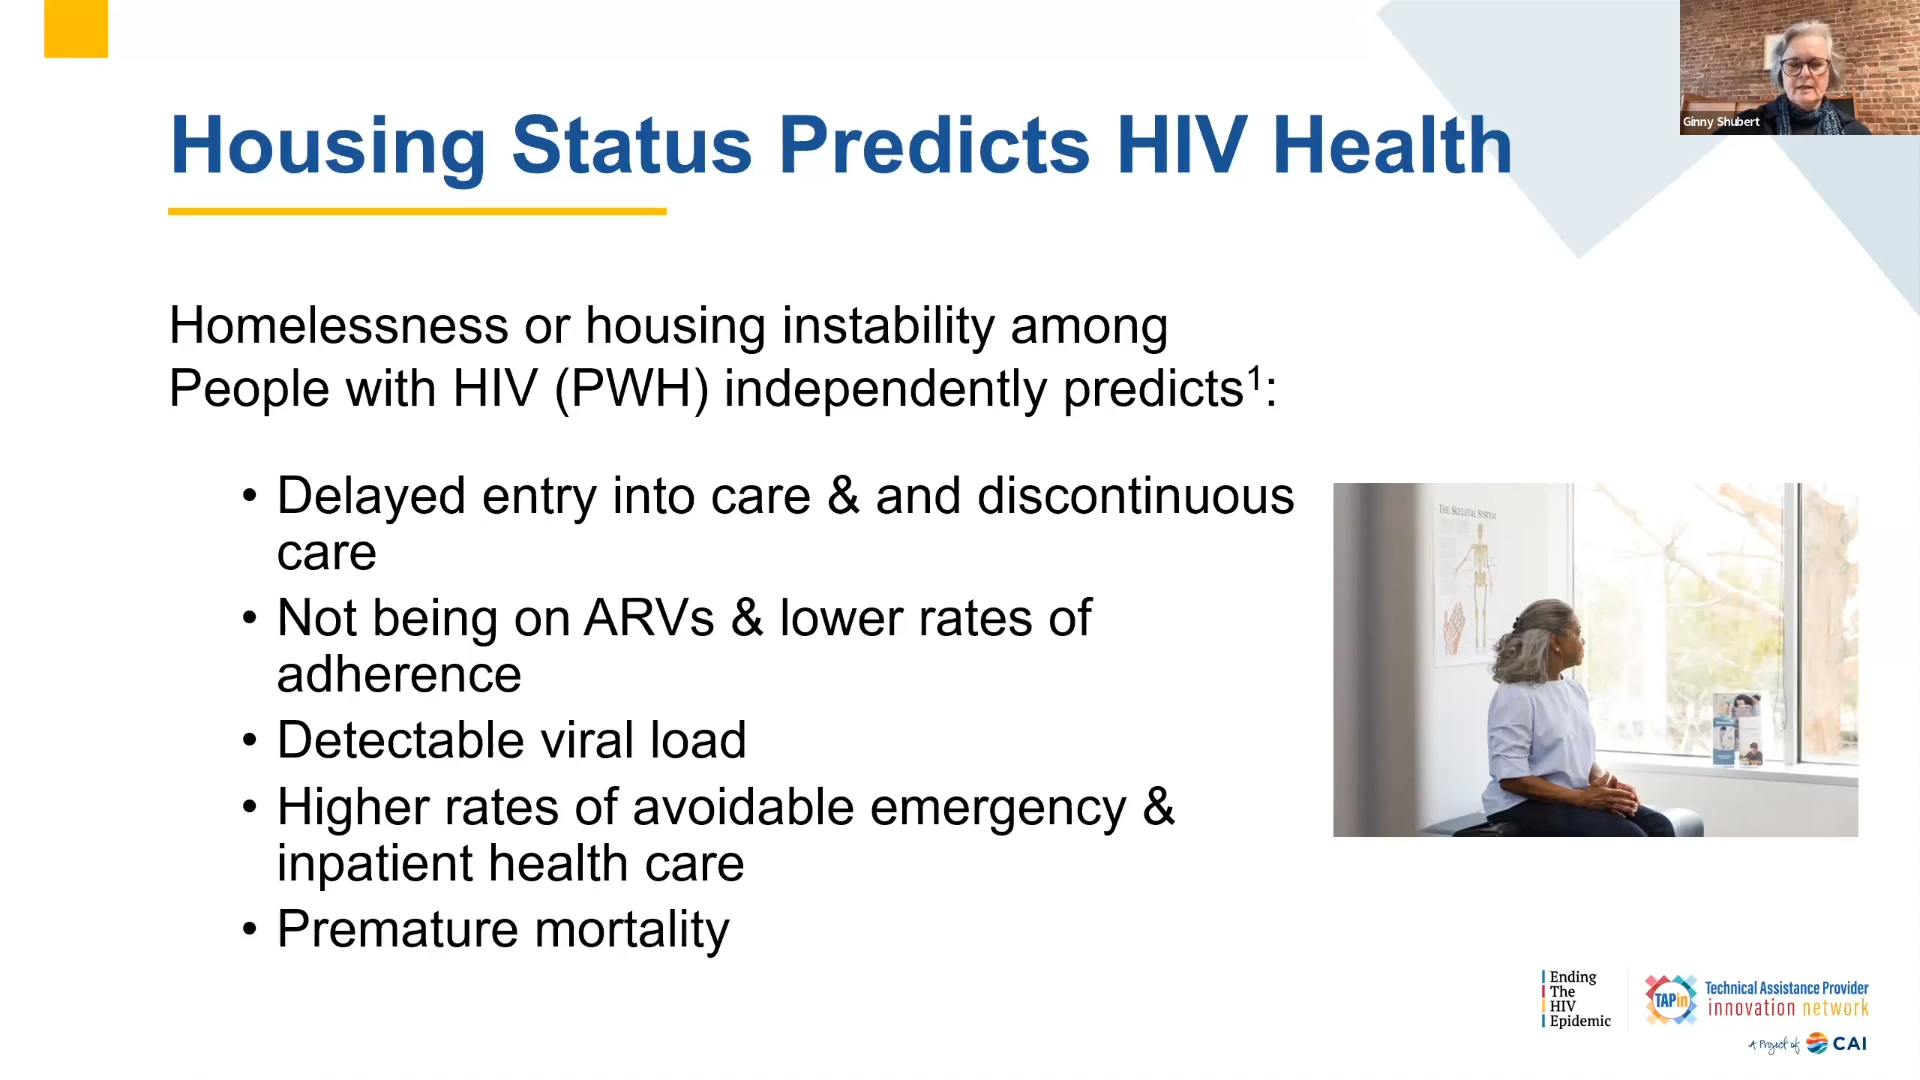 Ginny Shubert
Housing Status Predicts HIV Health
Homelessness or housing instability among
People with HIV (PWH) independently predicts¹:
• Delayed entry into care & and discontinuous
care
• Not being on ARVs & lower rates of
adherence
• Detectable viral load
• Higher rates of avoidable emergency &
inpatient health care
• Premature mortality
THE SKELETAL SYSTEM
Ending
The
HIV
Epidemic
TAPin
Technical Assistance Provider
innovation network
A Project of CAI